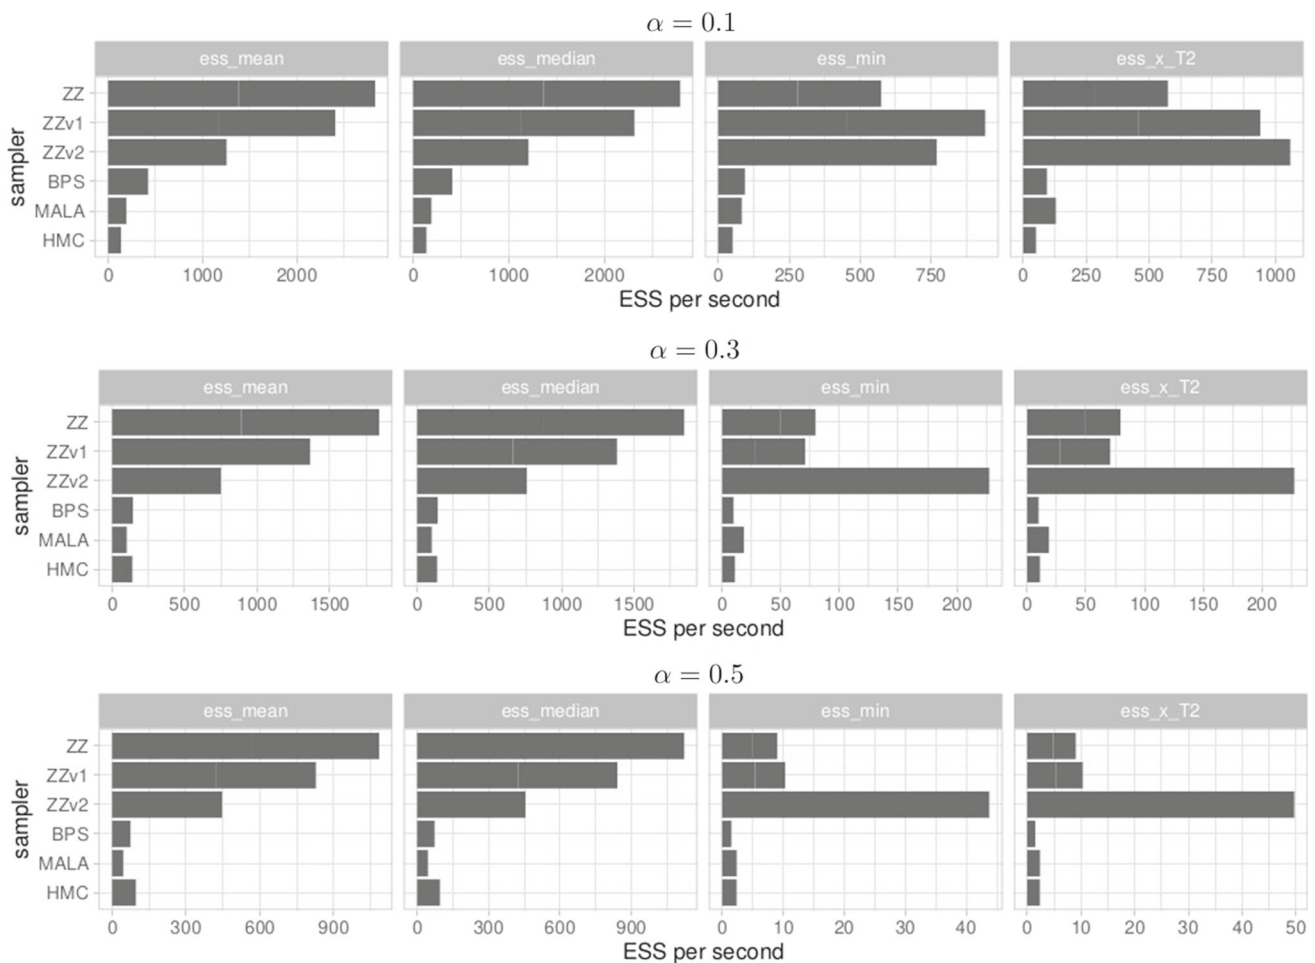 α = 0.1
ess_mean ess_median ess_min ess_x_T2
ZZ
ZZv1
ZZv2
BPS
MALA
HMC
sampler
0 1000 2000 0 1000 2000 0 250 500 750 0 250 500 750 1000
ESS per second
α = 0.3
ess_mean ess_median ess_min ess_x_T2
ZZ
ZZv1
ZZv2
BPS
MALA
HMC
sampler
0 500 1000 1500 0 500 1000 1500 0 50 100 150 200 0 50 100 150 200
ESS per second
α = 0.5
ess_mean ess_median ess_min ess_x_T2
ZZ
ZZv1
ZZv2
BPS
MALA
HMC
sampler
0 300 600 900 0 300 600 900 0 10 20 30 40 0 10 20 30 40 50
ESS per second